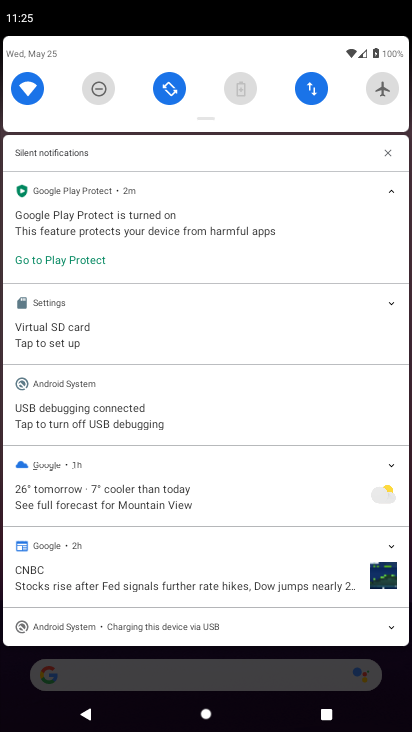 11:25
Wed, May 25
100%
Silent notifications
Google Play Protect • 2m
Google Play Protect is turned on
This feature protects your device from harmful apps
Go to Play Protect
Settings
Virtual SD card
Tap to set up
Android System
USB debugging connected
Tap to turn off USB debugging
Google • 1h
26° tomorrow · 7° cooler than today
See full forecast for Mountain View
Google • 2h
CNBC
Stocks rise after Fed signals further rate hikes, Dow jumps nearly 2..
Android System • Charging this device via USB